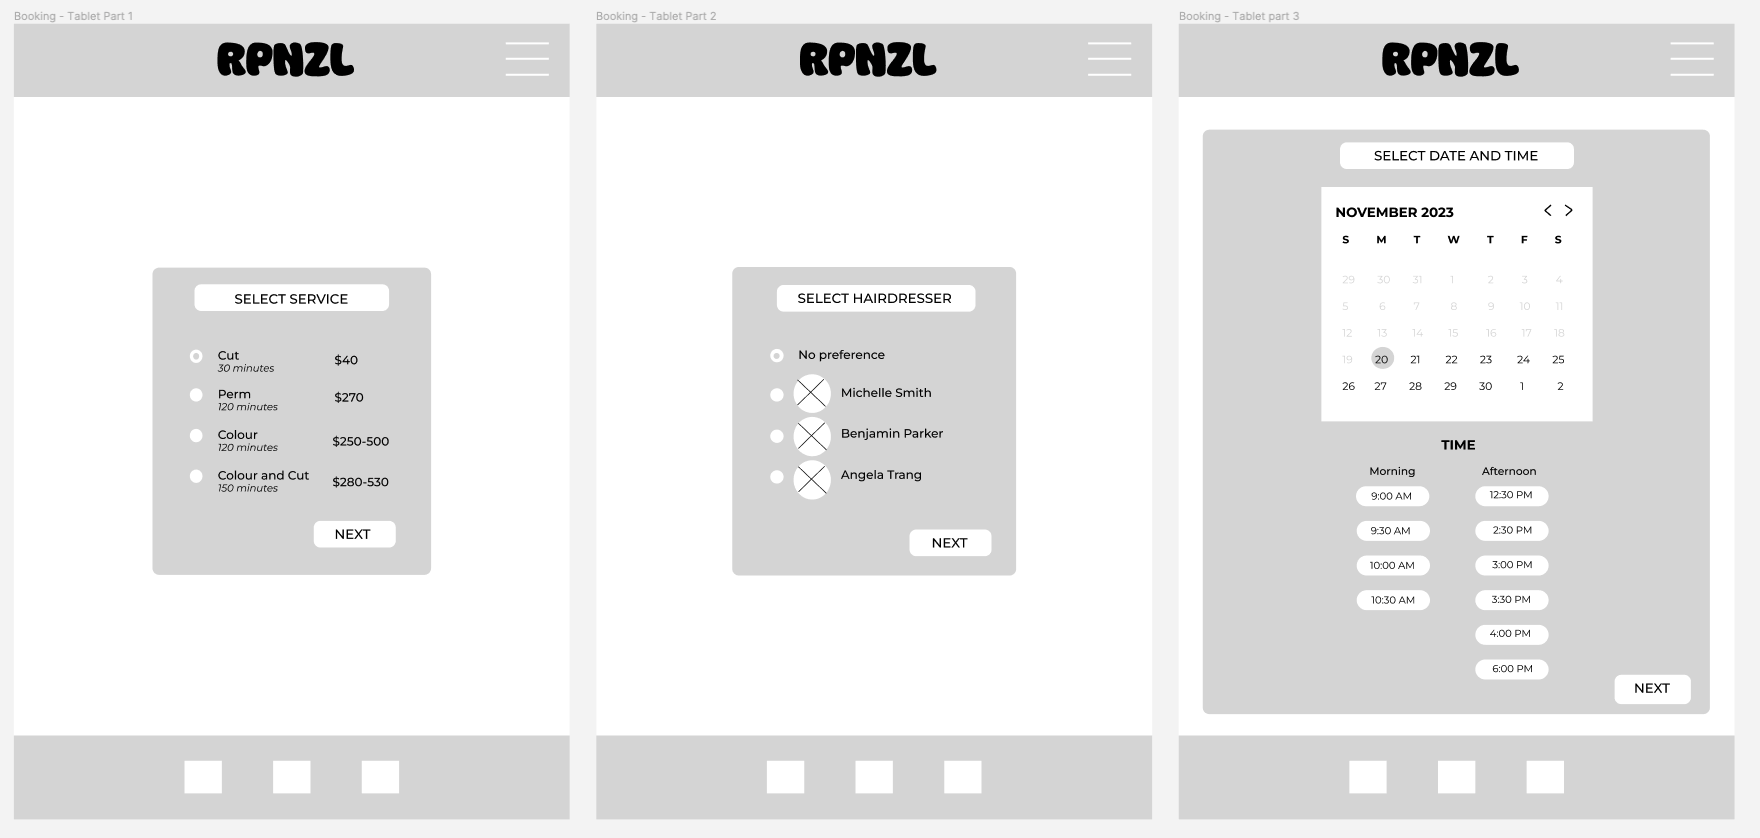 Booking - Tablet Part 1
RPNZL
SELECT SERVICE
Cut $40
30 minutes
Perm $270
120 minutes
Colour $250-500
120 minutes
Colour and Cut $280-530
150 minutes
NEXT
Booking - Tablet Part 2
RPNZL
SELECT HAIRDRESSER
No preference
Michelle Smith
Benjamin Parker
Angela Trang
NEXT
Booking - Tablet part 3
RPNZL
SELECT DATE AND TIME
NOVEMBER 2023 < >
S M T W T F S
29 30 31 1 2 3 4
5 6 7 8 9 10 11
12 13 14 15 16 17 18
19 20 21 22 23 24 25
26 27 28 29 30 1 2
TIME
Morning Afternoon
9:00 AM 12:30 PM
9:30 AM 2:30 PM
10:00 AM 3:00 PM
10:30 AM 3:30 PM
4:00 PM
6:00 PM
NEXT